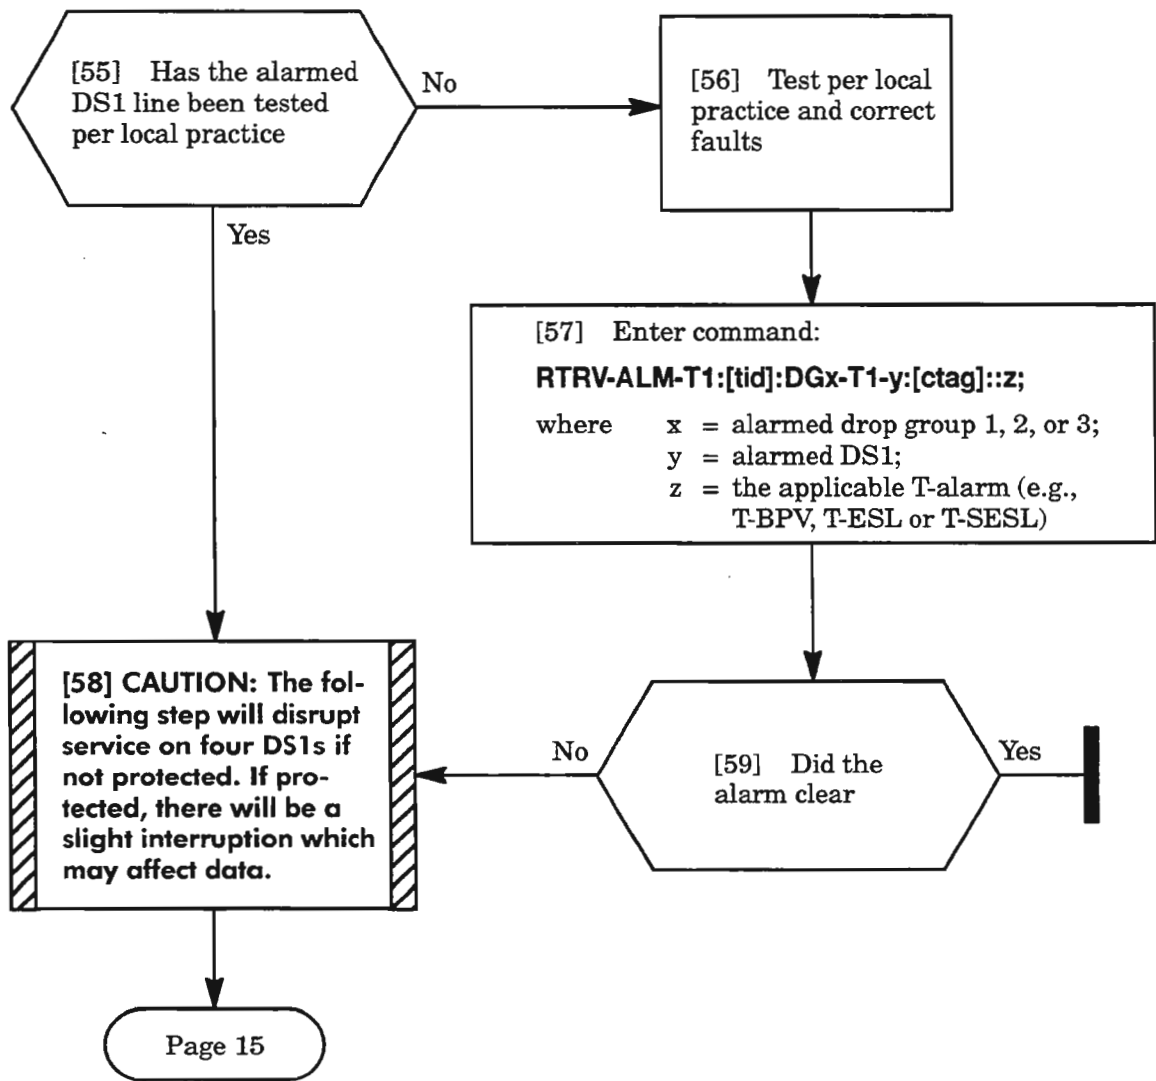 [55] Has the alarmed
DS1 line been tested
per local practice
No
[56] Test per local
practice and correct
faults
Yes
[57] Enter command:
RTRV-ALM-T1:[tid]:DGx-T1-y:[ctag]::z;
where x = alarmed drop group 1, 2, or 3;
y = alarmed DS1;
z = the applicable T-alarm (e.g.,
T-BPV, T-ESL or T-SESL)
[58] CAUTION: The fol-
lowing step will disrupt
service on four DS1s if
not protected. If pro-
tected, there will be a
slight interruption which
may affect data.
No
[59] Did the
alarm clear
Yes
Page 15